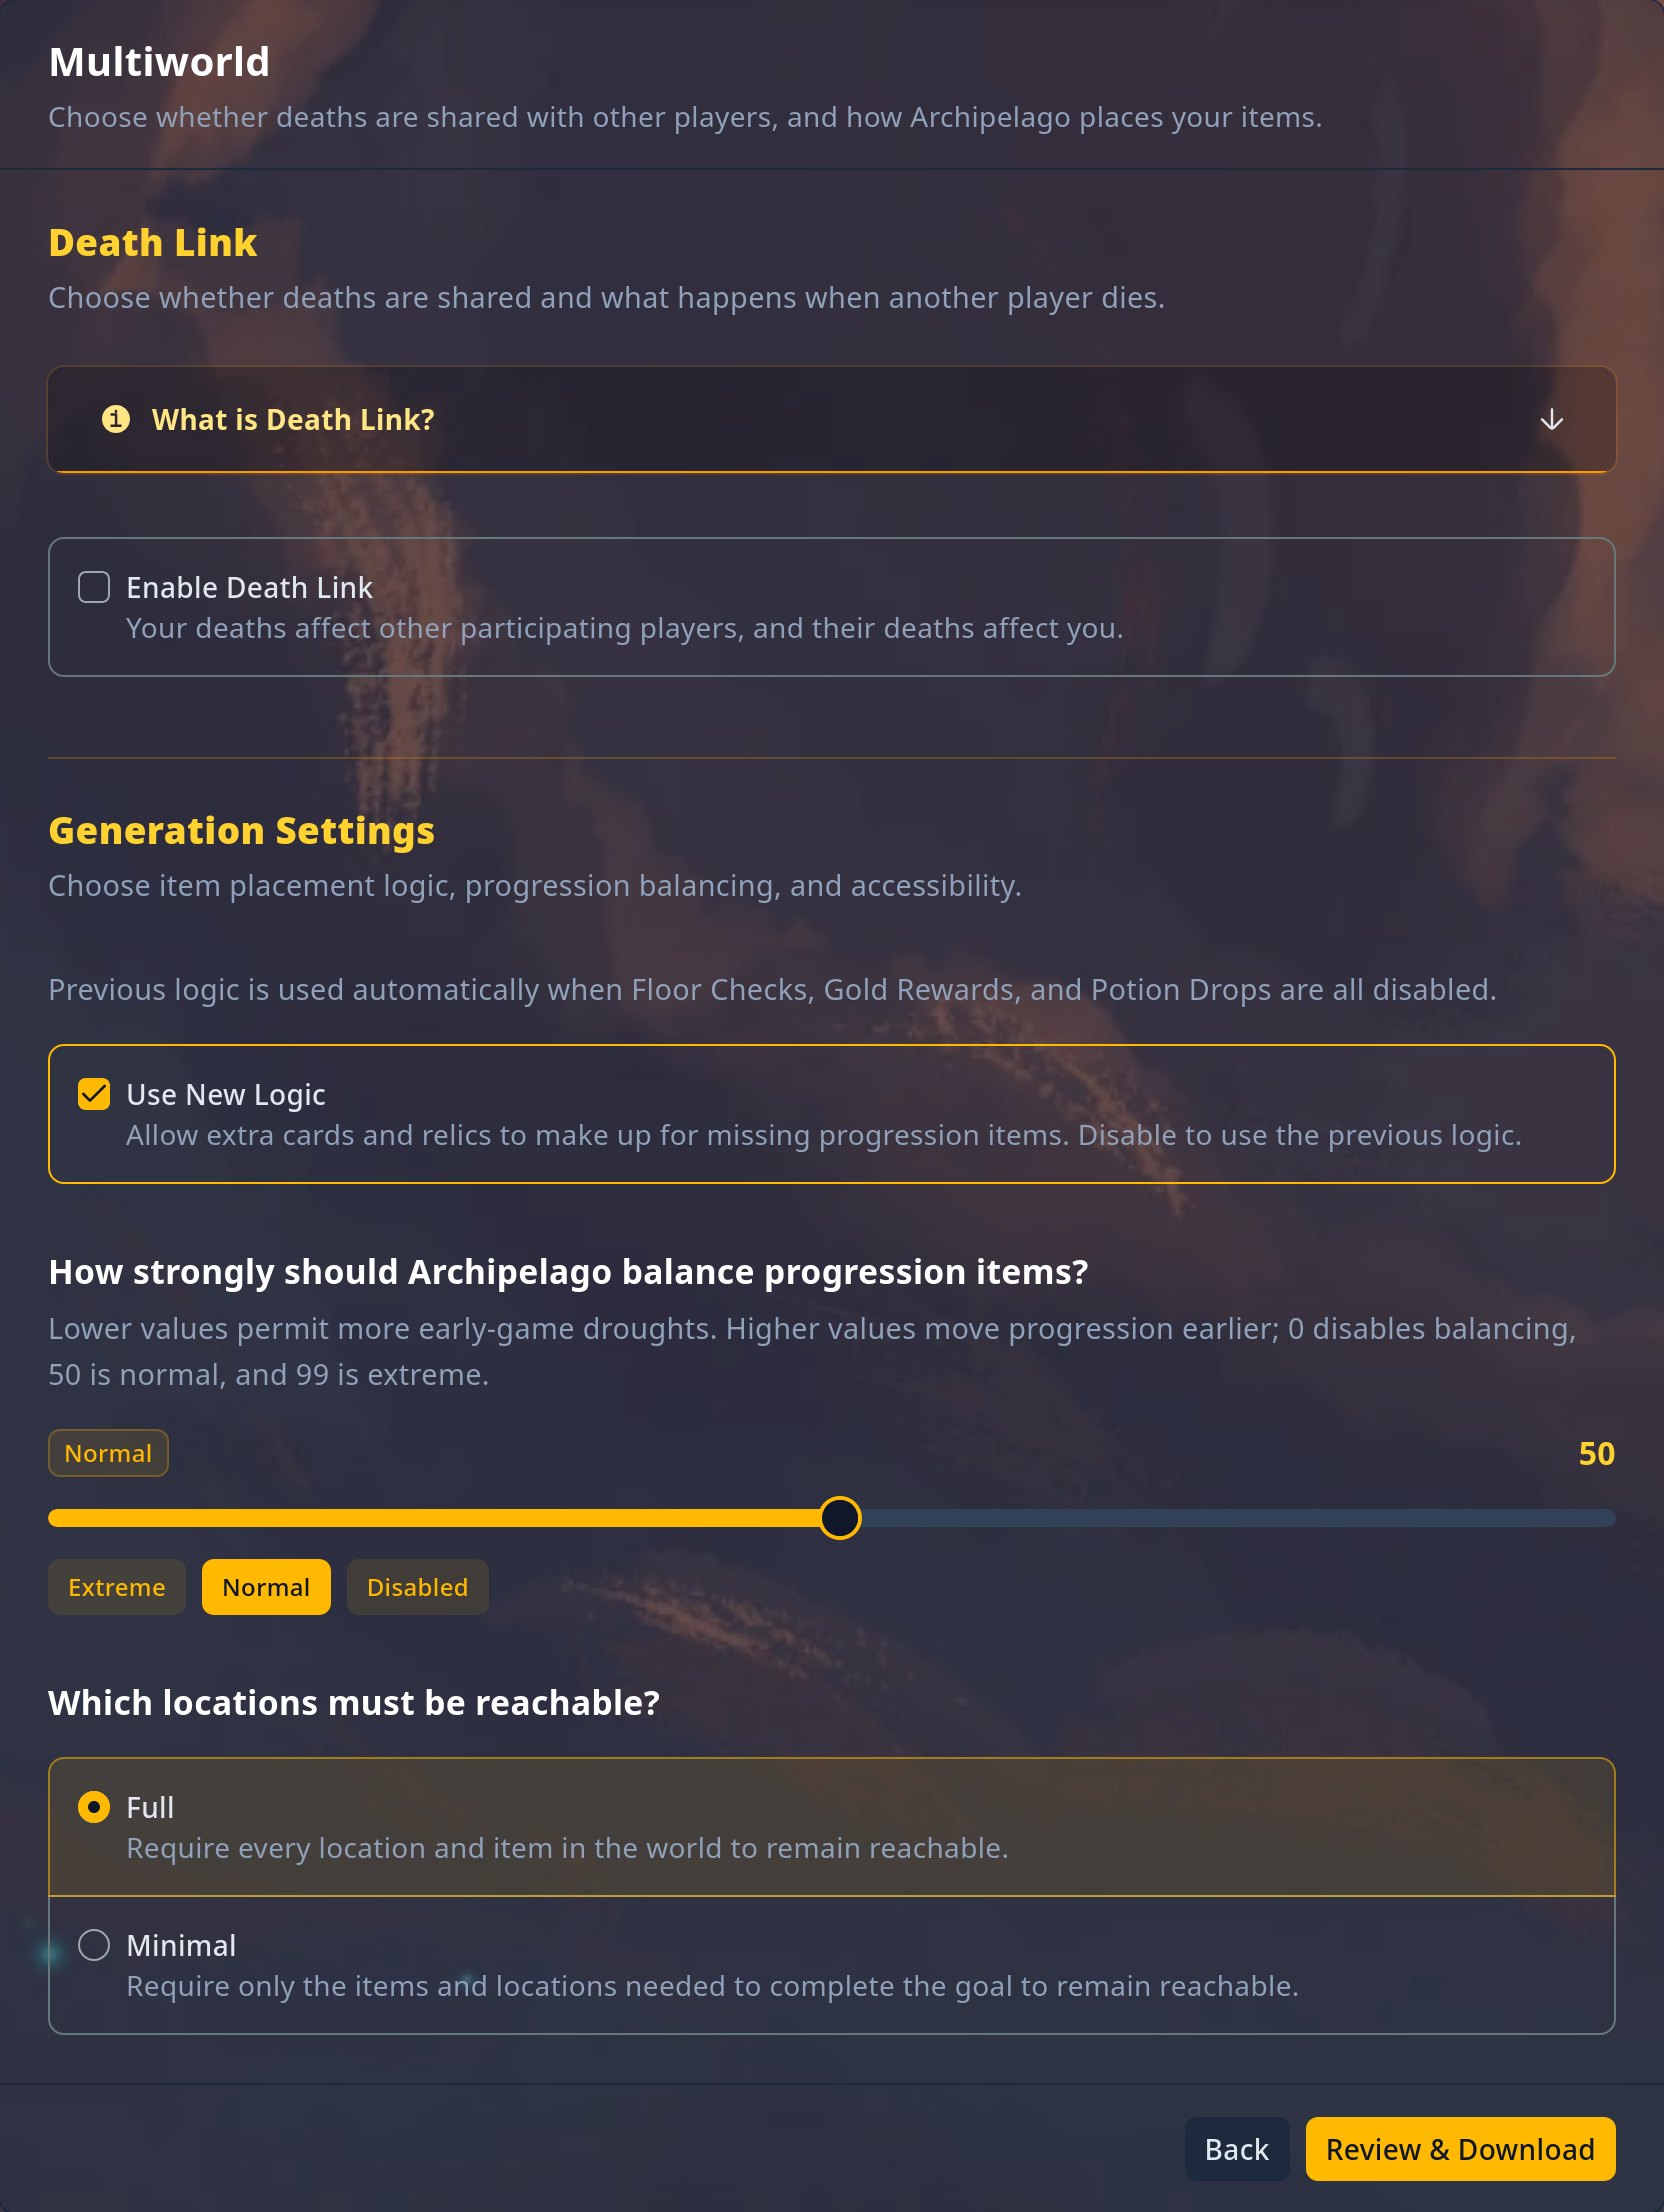 Multiworld
Choose whether deaths are shared with other players, and how Archipelago places your items.
Death Link
Choose whether deaths are shared and what happens when another player dies.
What is Death Link?
Enable Death Link
Your deaths affect other participating players, and their deaths affect you.
Generation Settings
Choose item placement logic, progression balancing, and accessibility.
Previous logic is used automatically when Floor Checks, Gold Rewards, and Potion Drops are all disabled.
Use New Logic
Allow extra cards and relics to make up for missing progression items. Disable to use the previous logic.
How strongly should Archipelago balance progression items?
Lower values permit more early-game droughts. Higher values move progression earlier; 0 disables balancing,
50 is normal, and 99 is extreme.
Normal 50
Extreme Normal Disabled
Which locations must be reachable?
Full
Require every location and item in the world to remain reachable.
Minimal
Require only the items and locations needed to complete the goal to remain reachable.
Back Review & Download